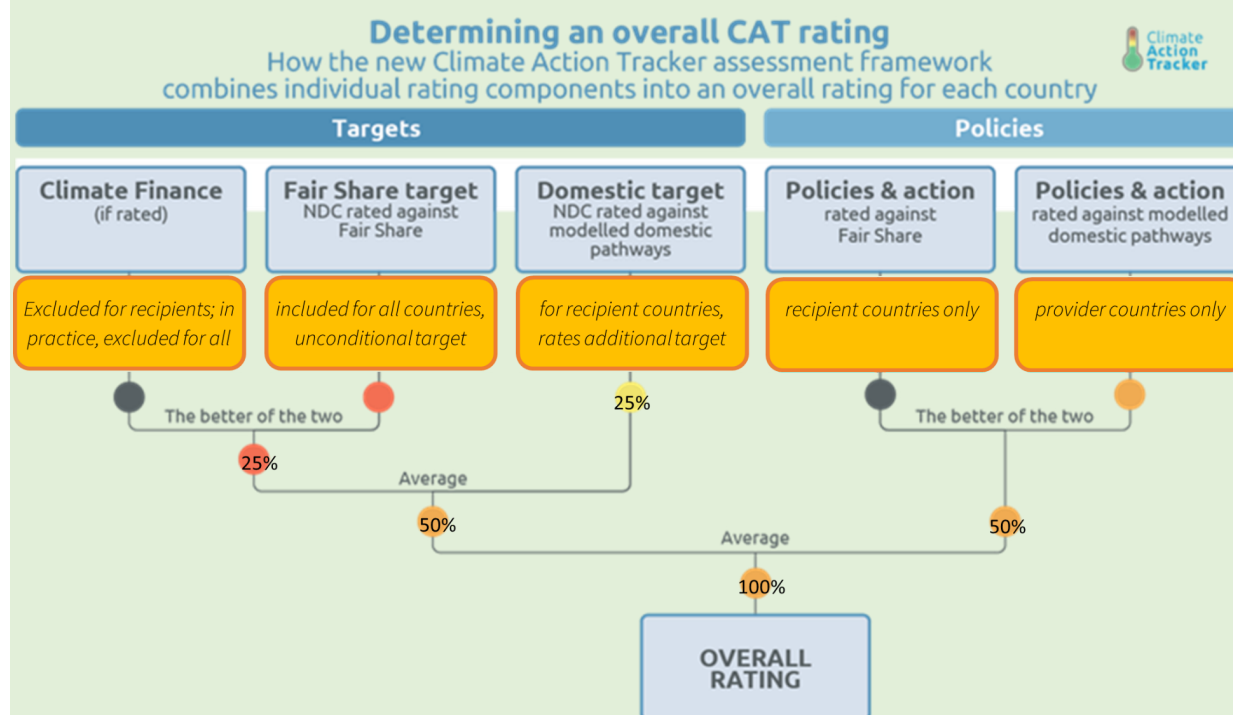 Determining an overall CAT rating
How the new Climate Action Tracker assessment framework
combines individual rating components into an overall rating for each country
Climate
Action
Tracker
Targets
Policies
Climate Finance
(if rated)
Fair Share target
NDC rated against
Fair Share
Domestic target
NDC rated against
modelled domestic
pathways
Policies & action
rated against
Fair Share
Policies & action
rated against modelled
domestic pathways
Excluded for recipients; in
practice, excluded for all
included for all countries,
unconditional target
for recipient countries,
rates additional target
recipient countries only
provider countries only
The better of the two
25%
The better of the two
25%
Average
50%
50%
Average
100%
OVERALL
RATING